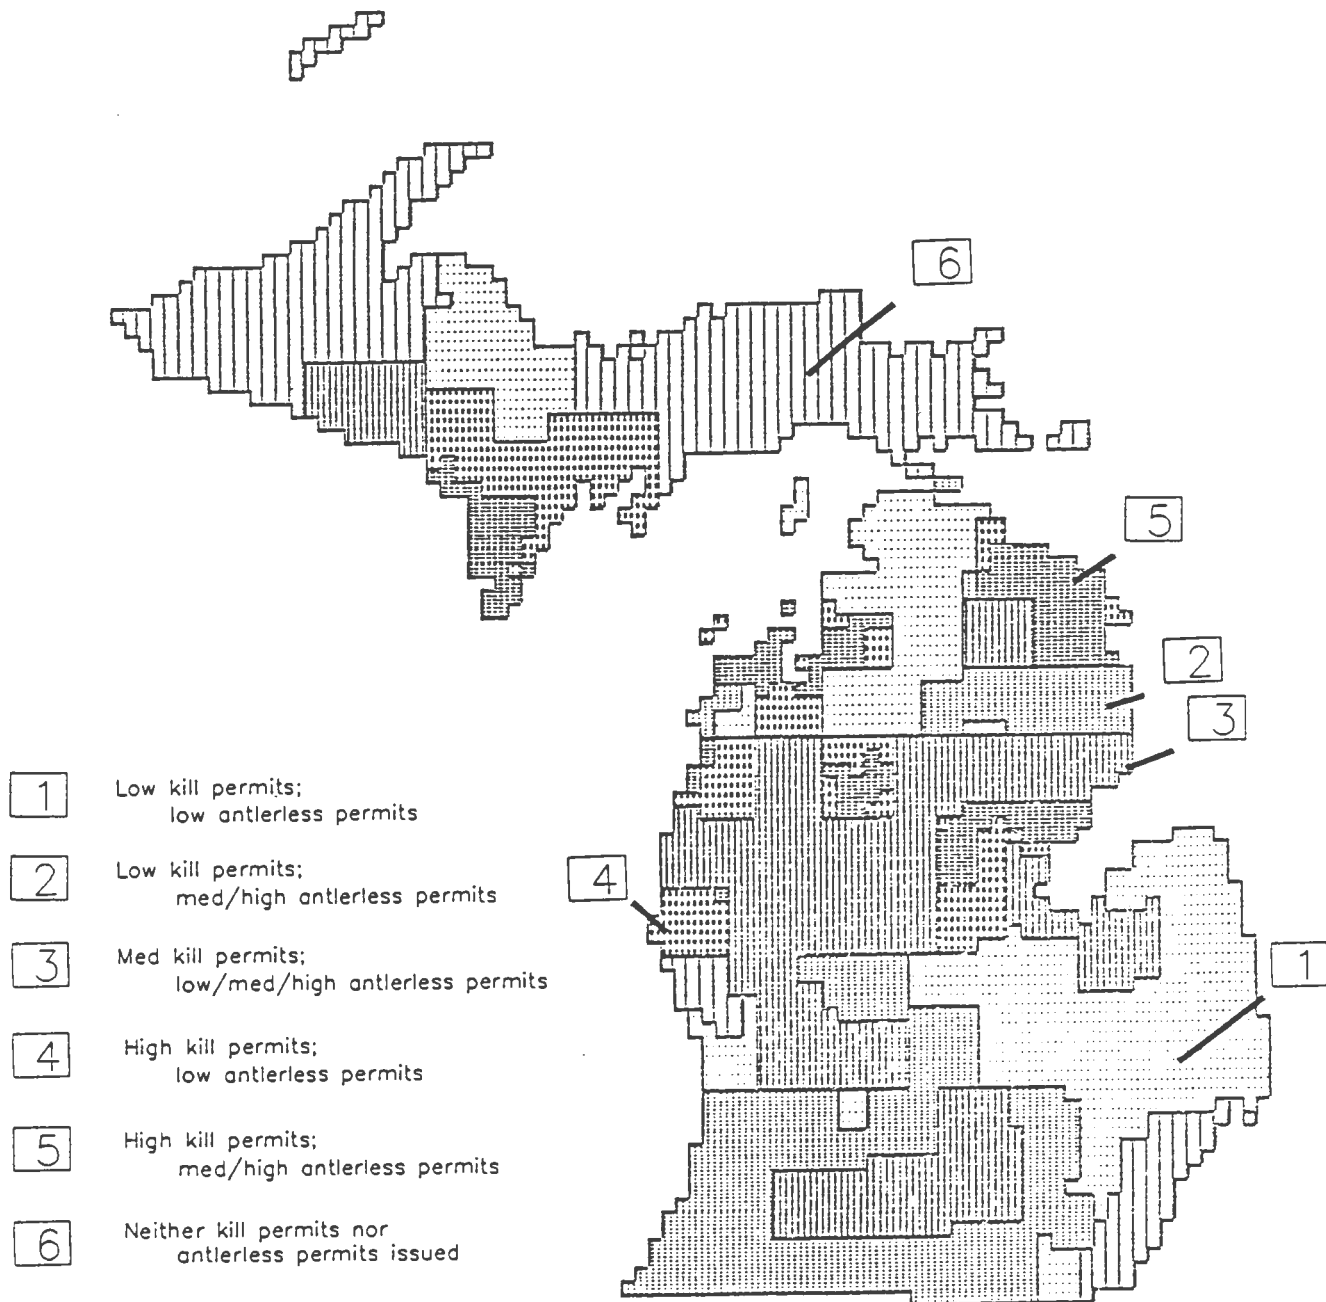 6
5
2
3
4
1
1 Low kill permits;
low antlerless permits
2 Low kill permits;
med/high antlerless permits
3 Med kill permits;
low/med/high antlerless permits
4 High kill permits;
low antlerless permits
5 High kill permits;
med/high antlerless permits
6 Neither kill permits nor
antlerless permits issued